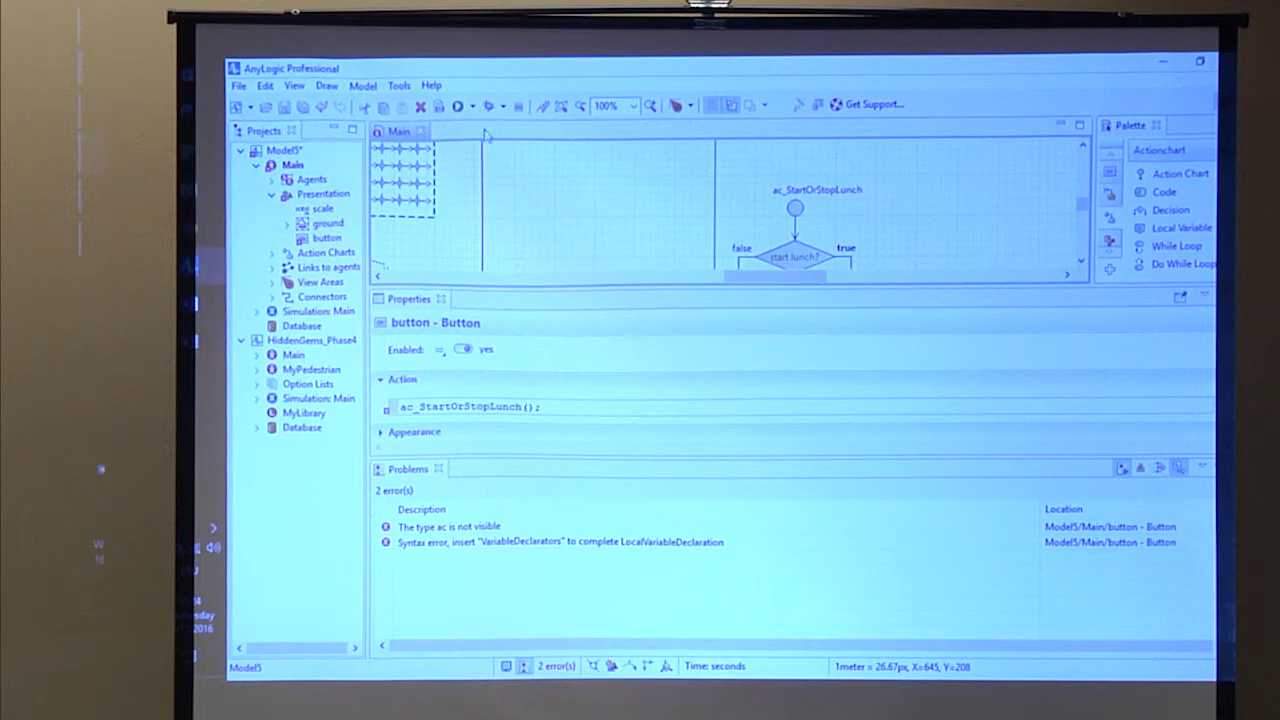 AnyLogic Professional
File Edit View Draw Model Tools Help
100% Get Support...
Projects
Main
Palette
Model5*
Main
Agents
Presentation
scale
ground
button
Action Charts
Links to agents
View Areas
Connectors
Simulation: Main
Database
HiddenGems_Phase4
Main
MyPedestrian
Option Lists
Simulation: Main
MyLibrary
Database
ac_StartOrStopLunch
false
true
start lunch?
Actionchart
Action Chart
Code
Decision
Local Variable
While Loop
Do While Loop
Properties
button - Button
Enabled: yes
Action
ac_StartOrStopLunch();
Appearance
Problems
2 error(s)
Description Location
The type ac is not visible Model5/Main/button - Button
Syntax error, insert "VariableDeclarators" to complete LocalVariableDeclaration Model5/Main/button - Button
Model5 2 error(s) Time: seconds 1meter = 26.67px, X=645, Y=208
2016